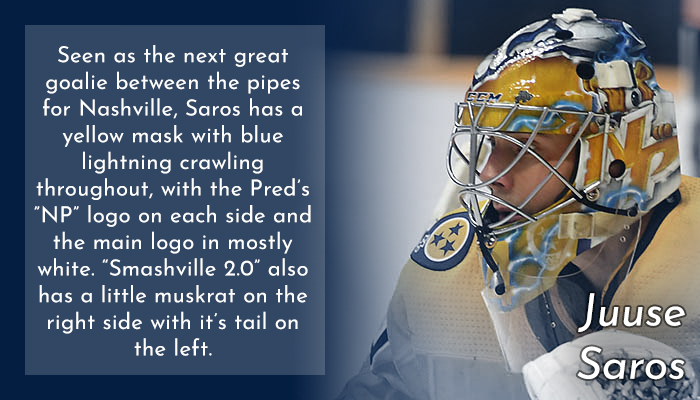 Seen as the next great
goalie between the pipes
for Nashville, Saros has a
yellow mask with blue
lightning crawling
throughout, with the Pred's
"NP" logo on each side and
the main logo in mostly
white. "Smashville 2.0" also
has a little muskrat on the
right side with it's tail on
the left.
CCM
NP
Juuse
Saros